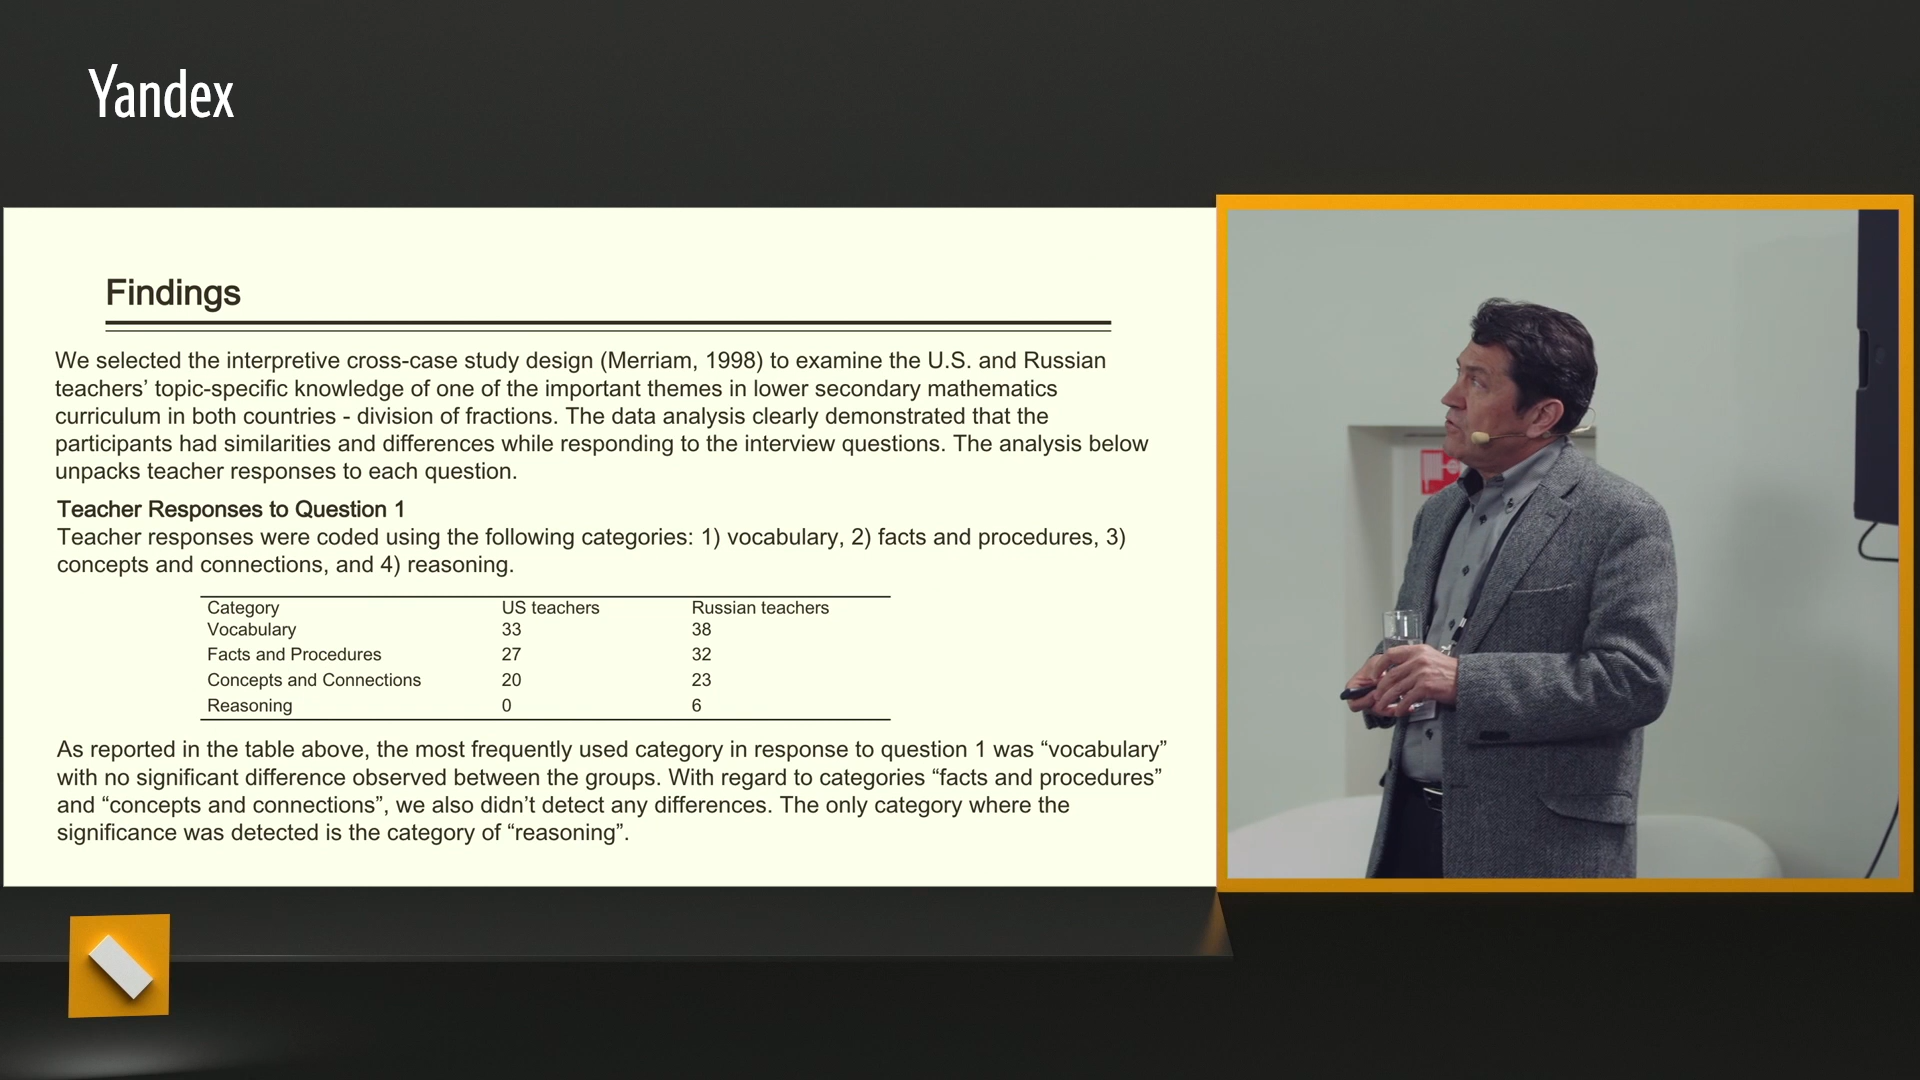 Yandex
Findings
We selected the interpretive cross-case study design (Merriam, 1998) to examine the U.S. and Russian
teachers’ topic-specific knowledge of one of the important themes in lower secondary mathematics
curriculum in both countries - division of fractions. The data analysis clearly demonstrated that the
participants had similarities and differences while responding to the interview questions. The analysis below
unpacks teacher responses to each question.
Teacher Responses to Question 1
Teacher responses were coded using the following categories: 1) vocabulary, 2) facts and procedures, 3)
concepts and connections, and 4) reasoning.
Category US teachers Russian teachers
Vocabulary 33 38
Facts and Procedures 27 32
Concepts and Connections 20 23
Reasoning 0 6
As reported in the table above, the most frequently used category in response to question 1 was “vocabulary”
with no significant difference observed between the groups. With regard to categories “facts and procedures”
and “concepts and connections”, we also didn’t detect any differences. The only category where the
significance was detected is the category of “reasoning”.